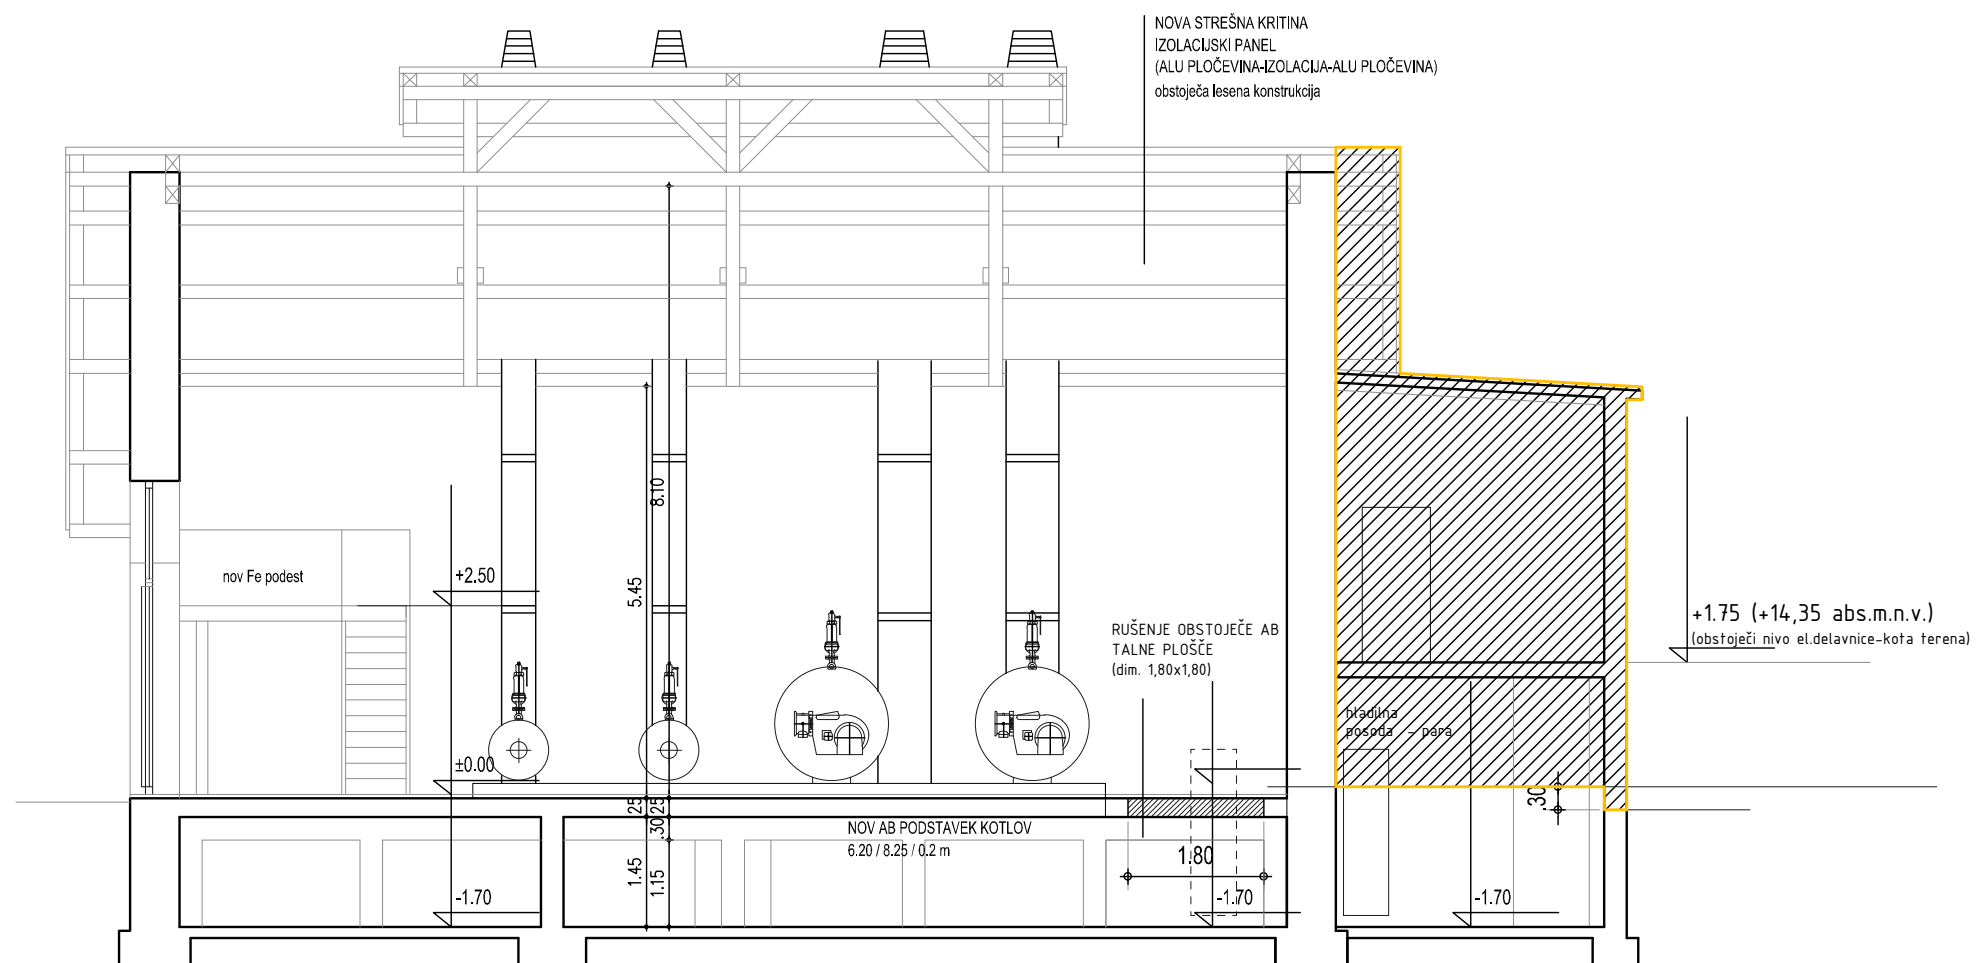 NOVA STREŠNA KRITINA
IZOLACIJSKI PANEL
(ALU PLOČEVINA-IZOLACIJA-ALU PLOČEVINA)
obstoječa lesena konstrukcija
8.10
nov Fe podest
+2.50
5.45
+1.75 (+14,35 abs.m.n.v.)
(obstoječi nivo el.delavnice-kota terena)
RUŠENJE OBSTOJEČE AB
TALNE PLOŠČE
(dim. 1,80x1,80)
hladilna
posoda - para
±0.00
.30
25
25
.30
NOV AB PODSTAVEK KOTLOV
6.20 / 8.25 / 0.2 m
1.80
1.45
1.15
-1.70
-1.70
-1.70